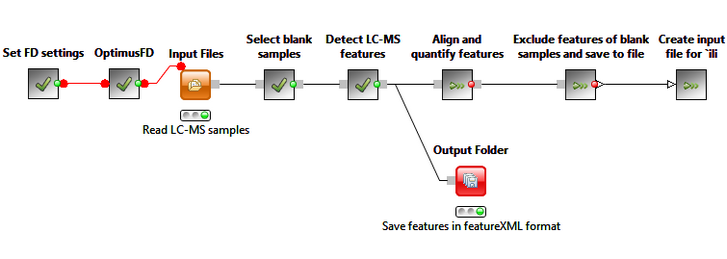 Set FD settings
OptimusFD
Input Files
Select blank
samples
Detect LC-MS
features
Align and
quantify features
Exclude features of blank
samples and save to file
Create input
file for `ili
Read LC-MS samples
Output Folder
Save features in featureXML format